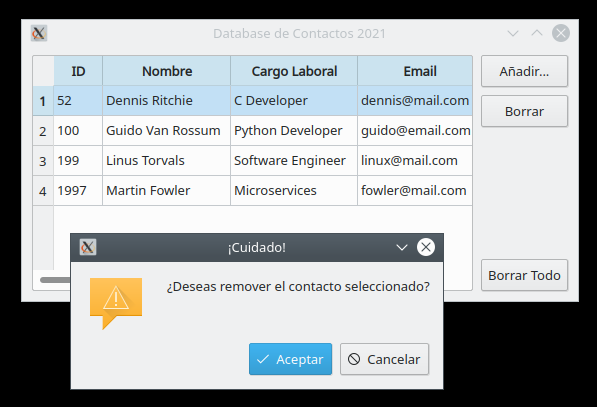 Database de Contactos 2021
ID Nombre Cargo Laboral Email
1 52 Dennis Ritchie C Developer dennis@mail.com
2 100 Guido Van Rossum Python Developer guido@email.com
3 199 Linus Torvals Software Engineer linux@mail.com
4 1997 Martin Fowler Microservices fowler@mail.com
Añadir...
Borrar
Borrar Todo
¡Cuidado!
¿Deseas remover el contacto seleccionado?
Aceptar Cancelar